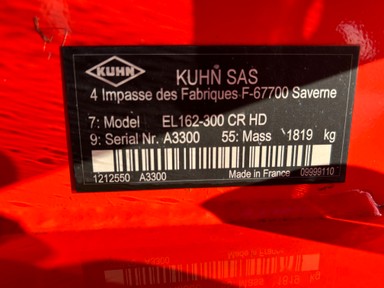 KUHN
KUHN SAS
4 Impasse des Fabriques F-67700 Saverne
7: Model EL162-300 CR HD
9: Serial Nr. A3300 55: Mass 1819 kg
1212550 A3300 Made in France 09999110